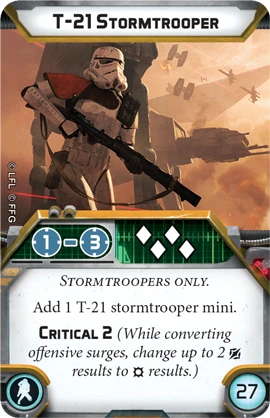 T-21 STORMTROOPER
© LFL © FFG
1 - 3
STORMTROOPERS ONLY.
Add 1 T-21 stormtrooper mini.
CRITICAL 2 (While converting
offensive surges, change up to 2
results to results.)
27